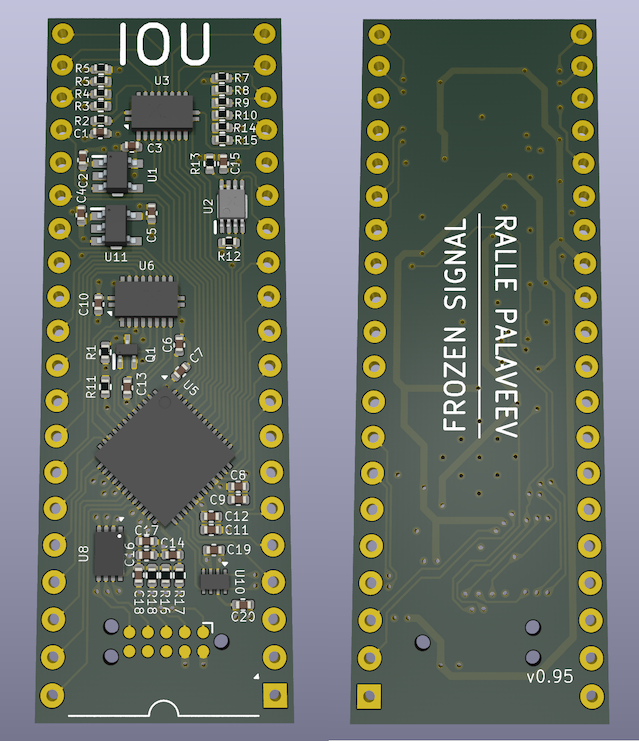 IOU
R6
R5
R4
R3
R2
C1
U3
R7
R8
R9
R10
R14
R15
C3
C4
C2
U1
R13
C15
U2
U11
C5
R12
U6
C10
R1
Q1
C6
C7
R11
C13
U5
C8
C9
C12
C11
C17
C14
C19
U8
C16
U10
C18
R18
R16
R17
C20
FROZEN SIGNAL
RALLE PALAVEEV
v0.95